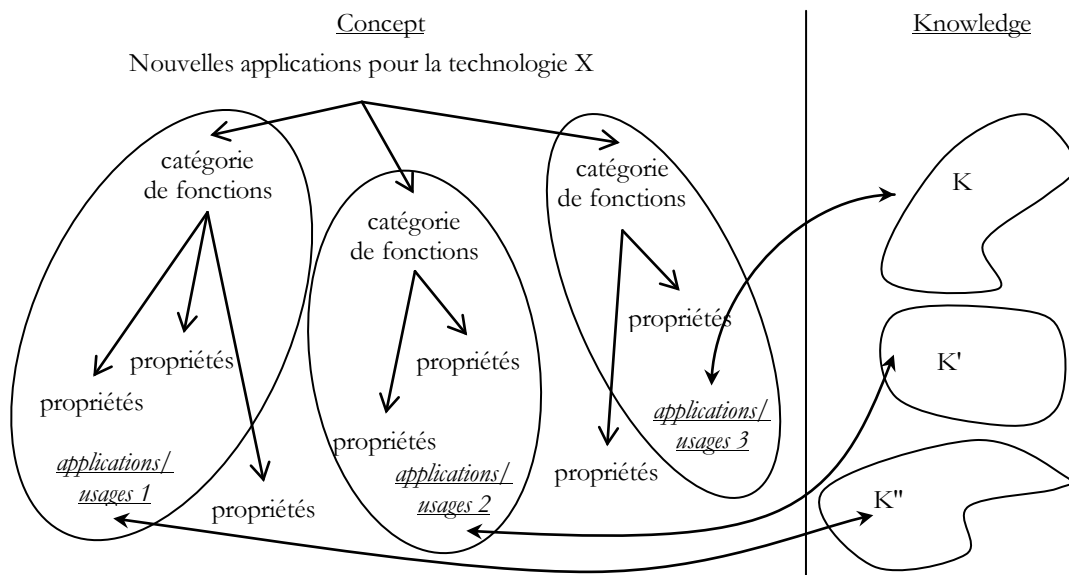 Concept
Knowledge
Nouvelles applications pour la technologie X
catégorie
de fonctions
catégorie
de fonctions
catégorie
de fonctions
K
propriétés
propriétés
propriétés
propriétés
K'
propriétés
applications/
usages 3
propriétés
applications/
usages 1
applications/
usages 2
propriétés
propriétés
K"